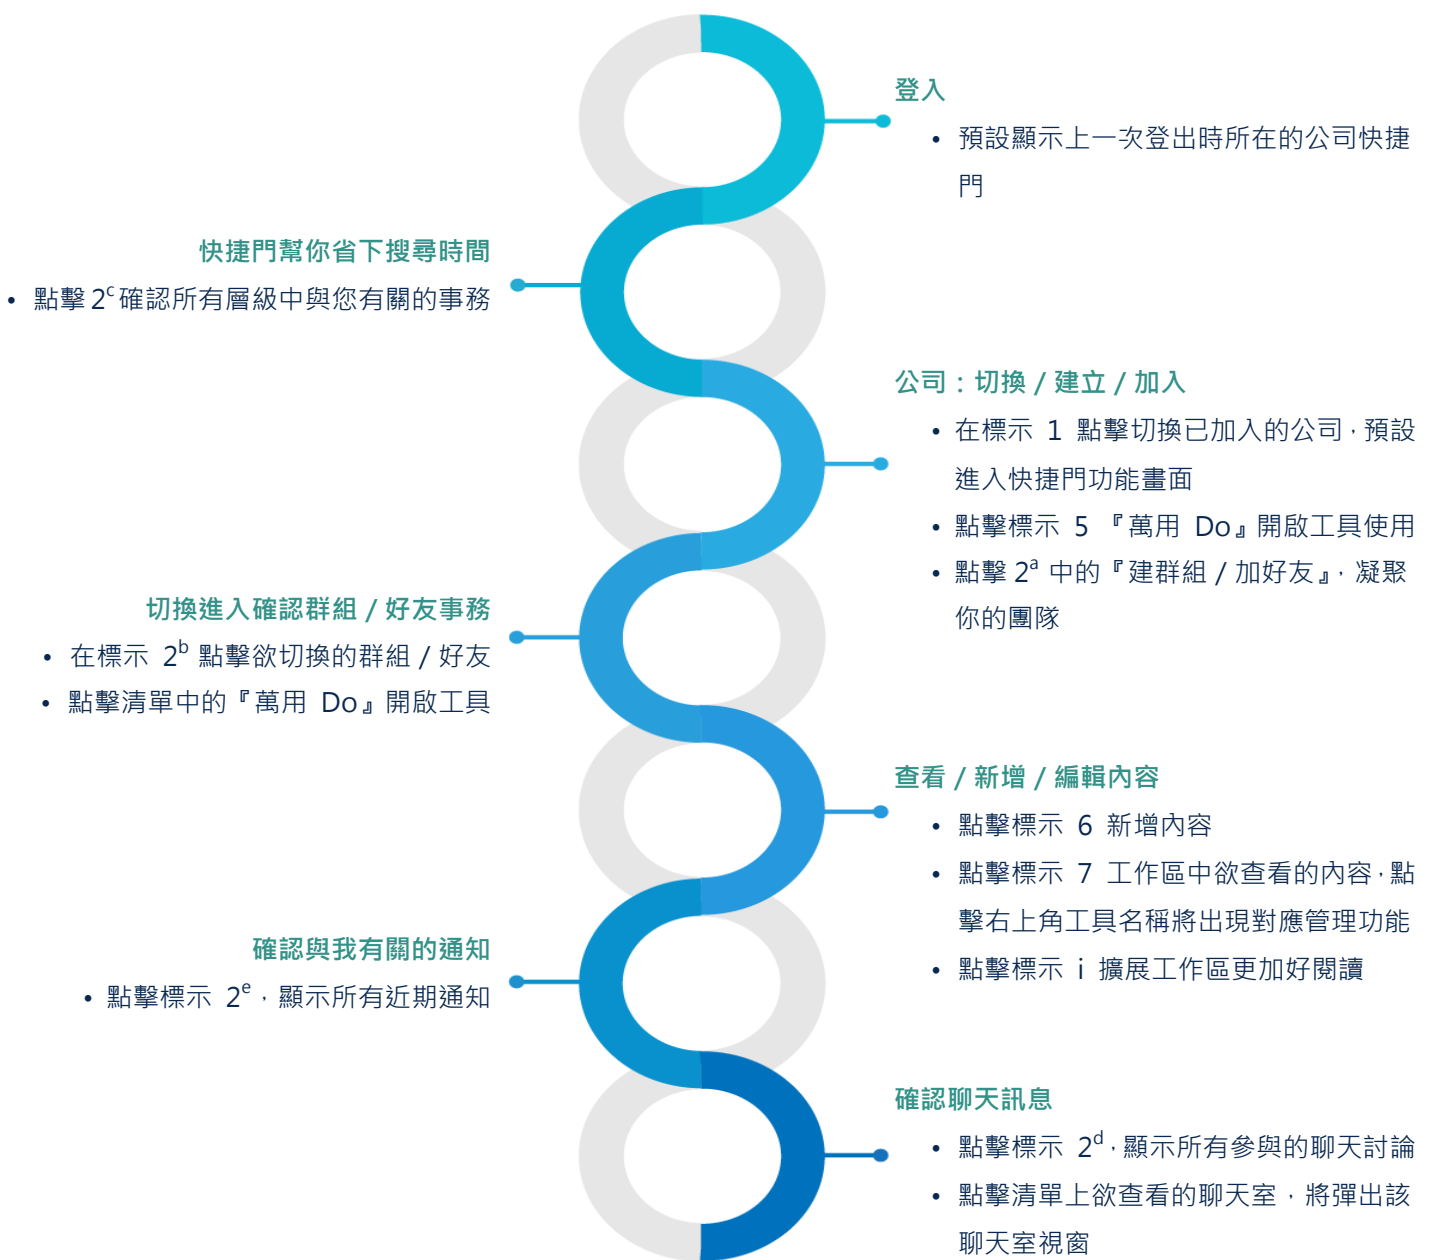 登入
• 預設顯示上一次登出時所在的公司快捷
門
快捷門幫你省下搜尋時間
• 點擊 2ᶜ 確認所有層級中與您有關的事務
公司：切換 / 建立 / 加入
• 在標示 1 點擊切換已加入的公司，預設
進入快捷門功能畫面
• 點擊標示 5 『萬用 Do』開啟工具使用
• 點擊 2ᵃ 中的『建群組 / 加好友』，凝聚
你的團隊
切換進入確認群組 / 好友事務
• 在標示 2ᵇ 點擊欲切換的群組 / 好友
• 點擊清單中的『萬用 Do』開啟工具
查看 / 新增 / 編輯內容
• 點擊標示 6 新增內容
• 點擊標示 7 工作區中欲查看的內容，點
擊右上角工具名稱將出現對應管理功能
• 點擊標示 i 擴展工作區更加好閱讀
確認與我有關的通知
• 點擊標示 2ᵉ，顯示所有近期通知
確認聊天訊息
• 點擊標示 2ᵈ，顯示所有參與的聊天討論
• 點擊清單上欲查看的聊天室，將彈出該
聊天室視窗